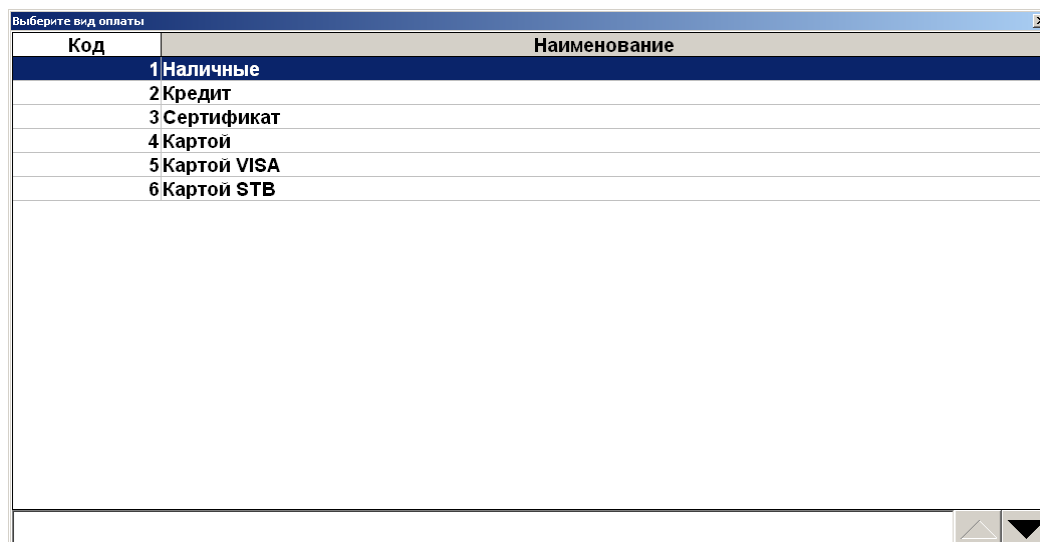 Выберите вид оплаты
Код Наименование
1 Наличные
2 Кредит
3 Сертификат
4 Картой
5 Картой VISA
6 Картой STB